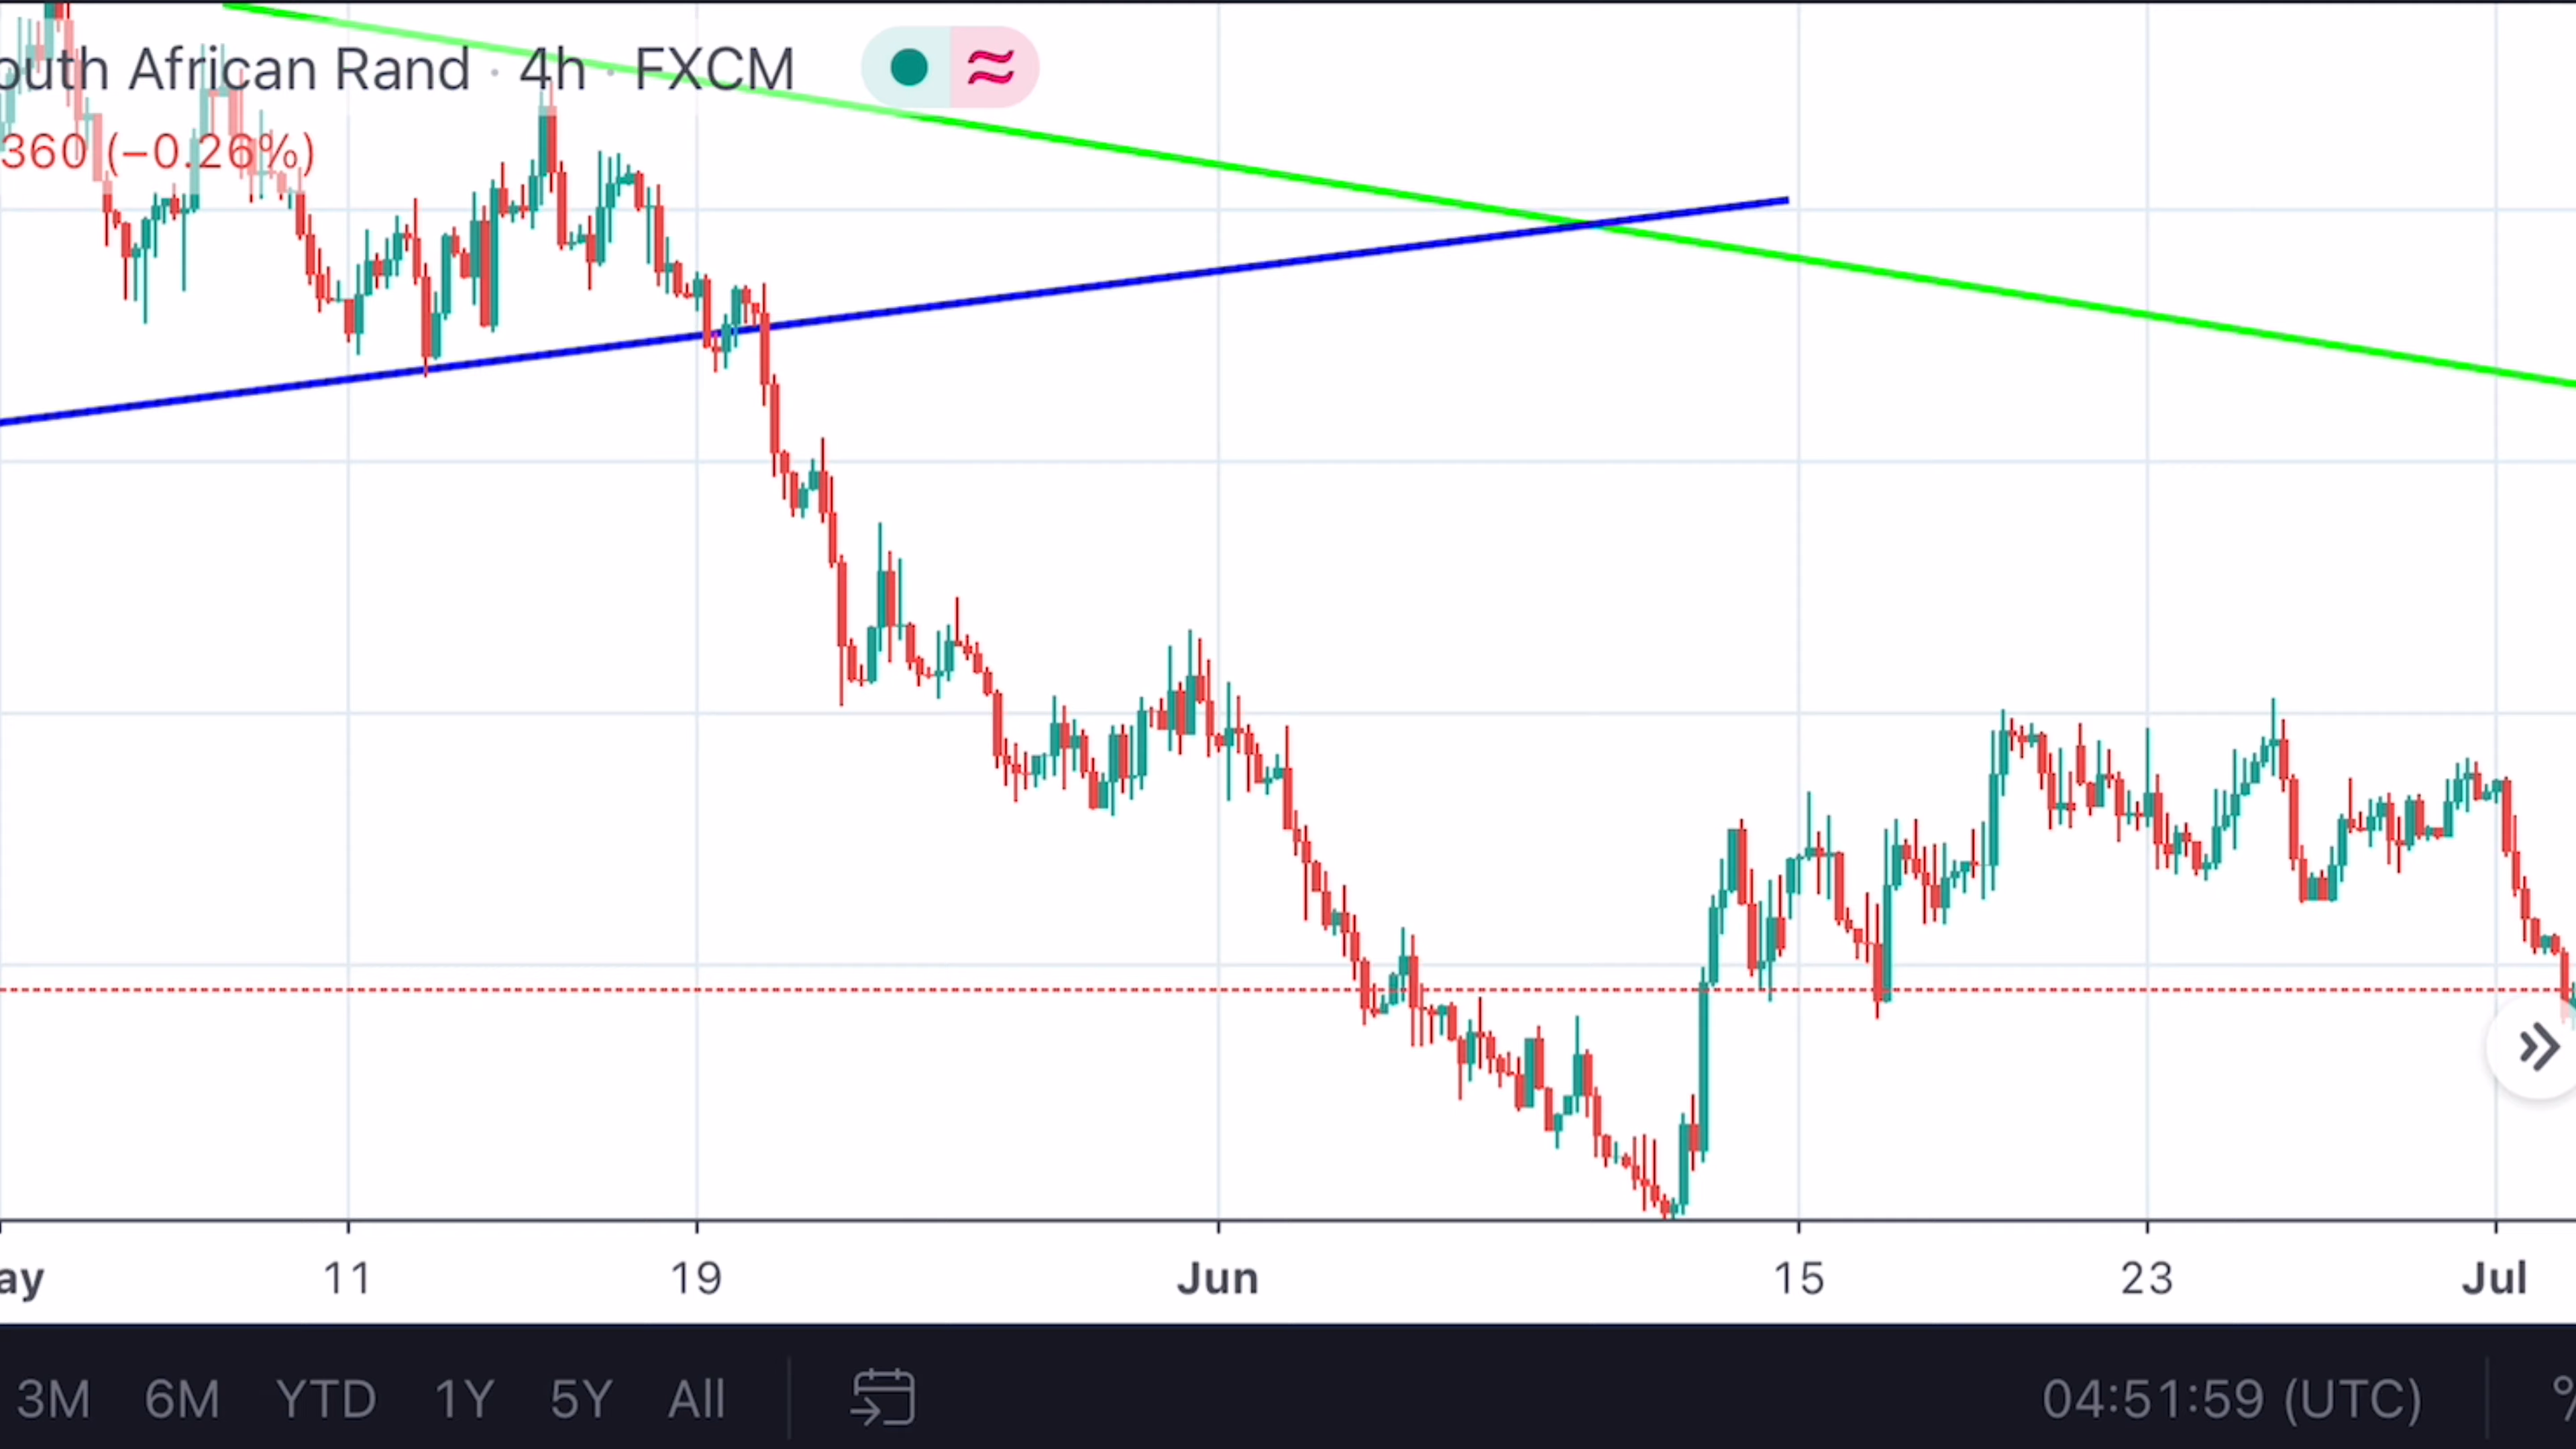 outh African Rand · 4h · FXCM
360 (−0.26%)
ay 11 19 Jun 15 23 Jul
3M 6M YTD 1Y 5Y All 04:51:59 (UTC) %